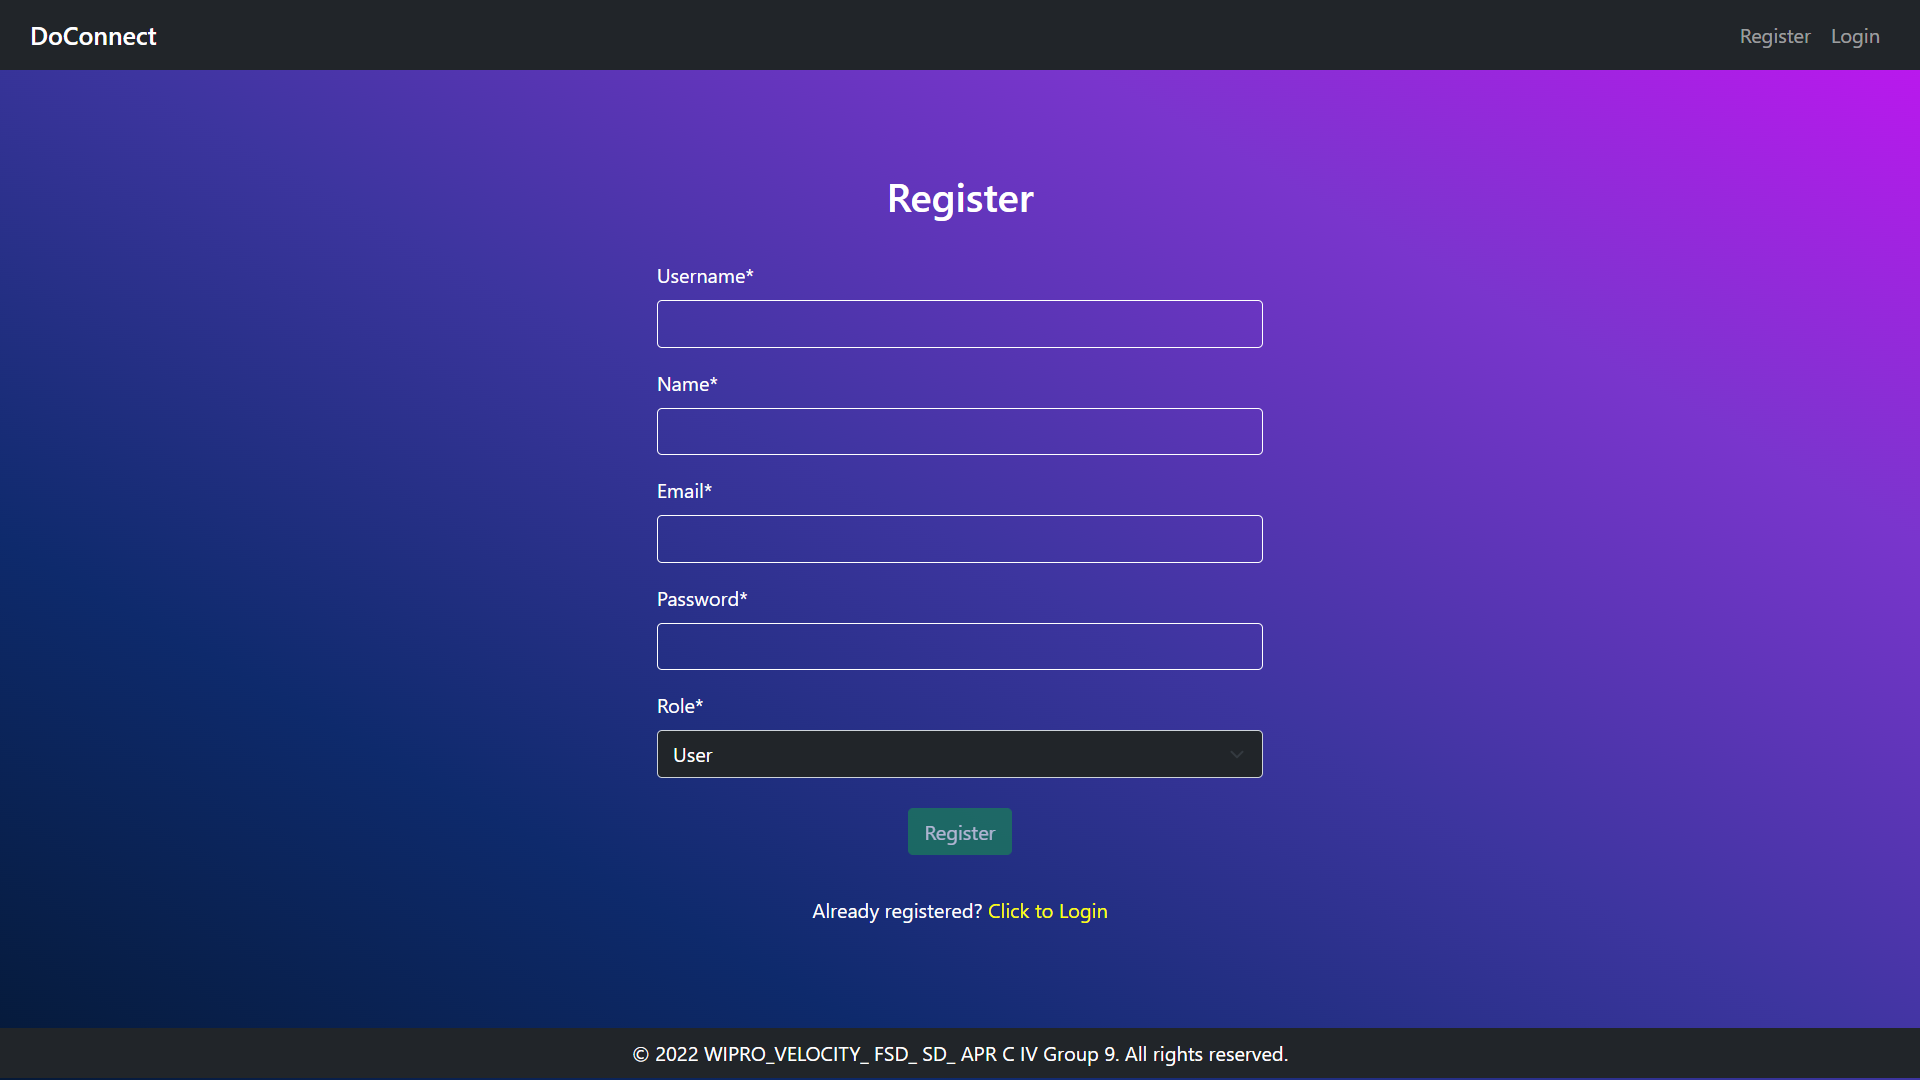 DoConnect
Register Login
Register
Username*
Name*
Email*
Password*
Role*
User
Register
Already registered? Click to Login
© 2022 WIPRO_VELOCITY_ FSD_ SD_ APR C IV Group 9. All rights reserved.